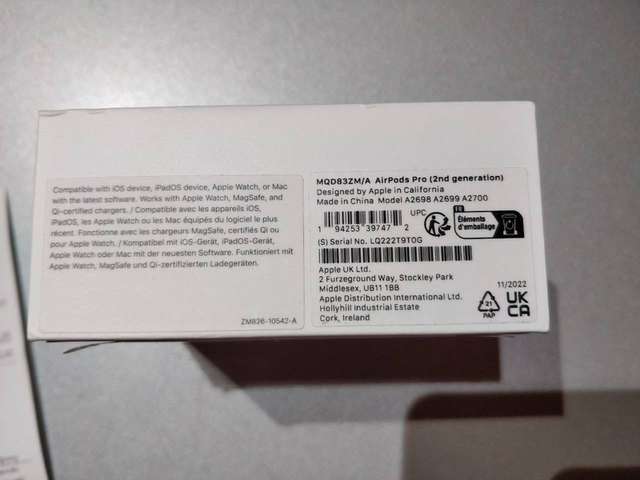 Compatible with iOS device, iPadOS device, Apple Watch, or Mac
with the latest software. Works with Apple Watch, MagSafe, and
Qi-certified chargers. / Compatible avec les appareils iOS,
iPadOS, les Apple Watch ou les Mac équipés du logiciel le plus
récent. Fonctionne avec les chargeurs MagSafe, certifiés Qi ou
pour Apple Watch. / Kompatibel mit iOS-Gerät, iPadOS-Gerät,
Apple Watch oder Mac mit der neuesten Software. Funktioniert mit
Apple Watch, MagSafe und Qi-zertifizierten Ladegeräten.
ZM826-10542-A
MQD83ZM/A AirPods Pro (2nd generation)
Designed by Apple in California
Made in China Model A2698 A2699 A2700
UPC
1 94253 39747 2
FR
Éléments
d'emballage
(S) Serial No. LQ222T9T0G
Apple UK Ltd.
2 Furzeground Way, Stockley Park
Middlesex, UB11 1BB
Apple Distribution International Ltd.
Hollyhill Industrial Estate
Cork, Ireland
11/2022
21
PAP
UK
CA